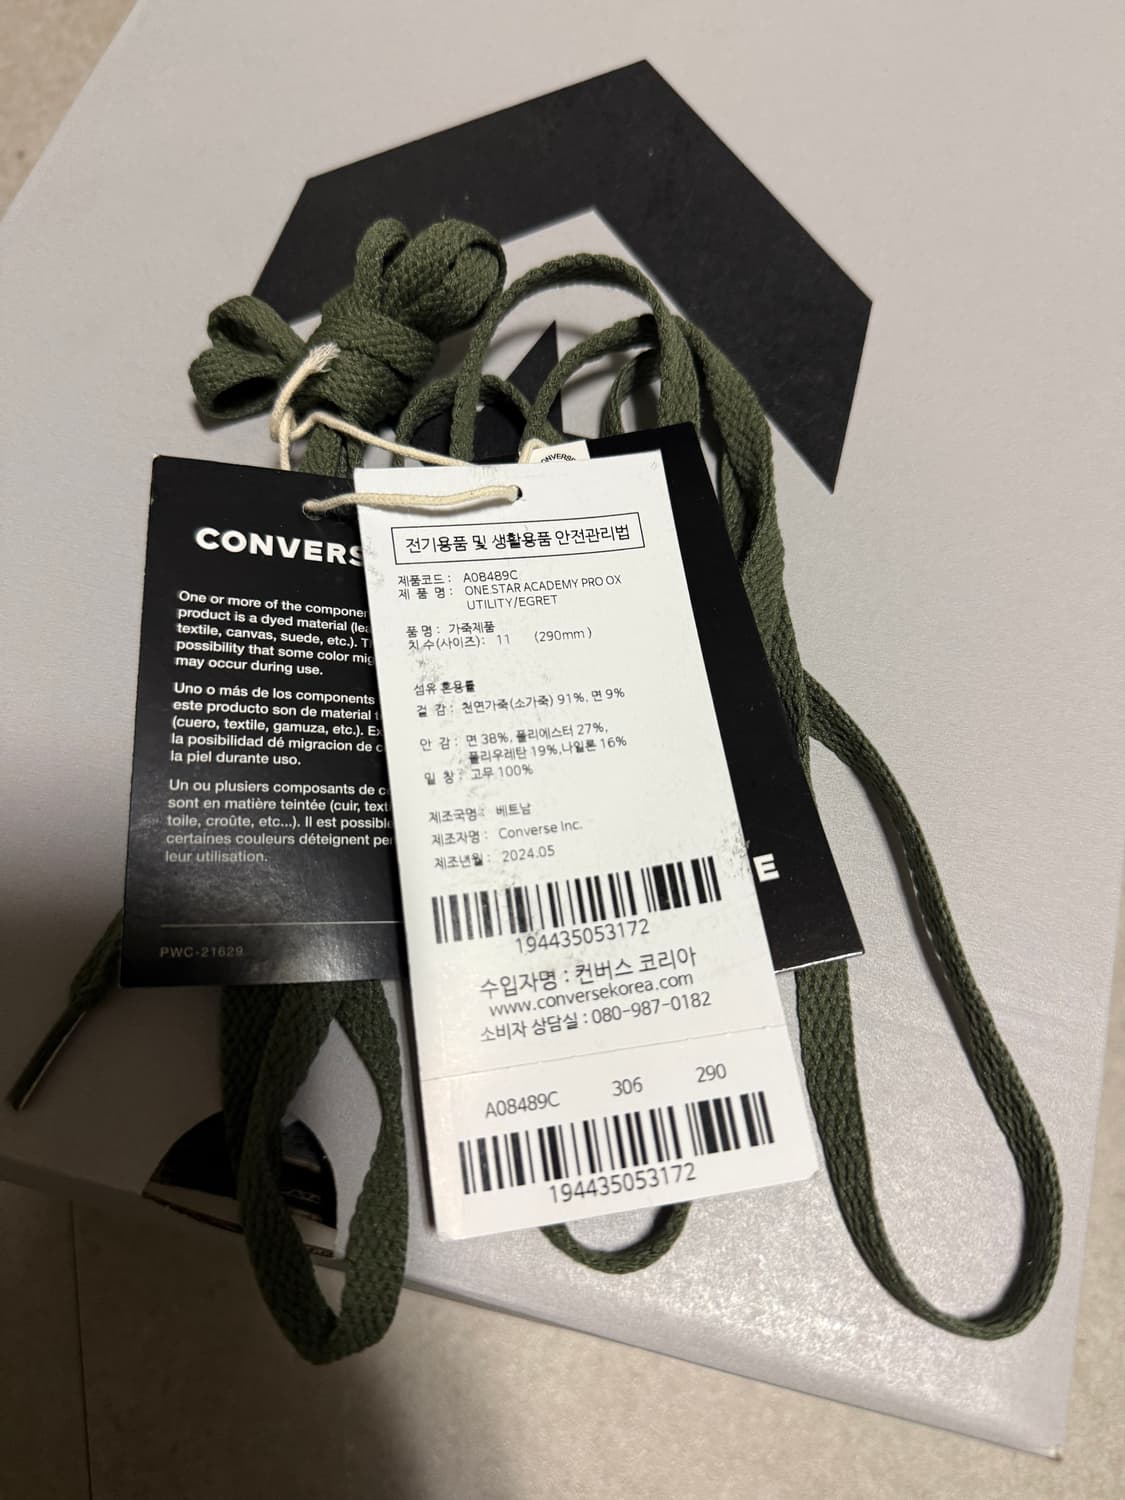 CONVERS
One or more of the componen
product is a dyed material (lea
textile, canvas, suede, etc.). T
possibility that some color mig
may occur during use.
Uno o más de los components
este producto son de material t
(cuero, textile, gamuza, etc.). Ex
la posibilidad dé migracion de c
la piel durante uso.
Un ou plusiers composants de c
sont en matière teintée (cuir, text
toile, croûte, etc...). Il est possible
certaines couleurs déteignent pe
leur utilisation.
PWC-21629
전기용품 및 생활용품 안전관리법
제품코드 : A08489C
제 품 명 : ONE STAR ACADEMY PRO OX
UTILITY/EGRET
품 명 : 가죽제품
치 수(사이즈) : 11 (290mm )
섬유 혼용률
겉 감 : 천연가죽(소가죽) 91%, 면 9%
안 감 : 면 38%, 폴리에스터 27%,
폴리우레탄 19%,나일론 16%
밑 창 : 고무 100%
제조국명 : 베트남
제조자명 : Converse Inc.
제조년월 : 2024.05
194435053172
수입자명 : 컨버스 코리아
www.conversekorea.com
소비자 상담실 : 080-987-0182
A08489C 306 290
194435053172
E